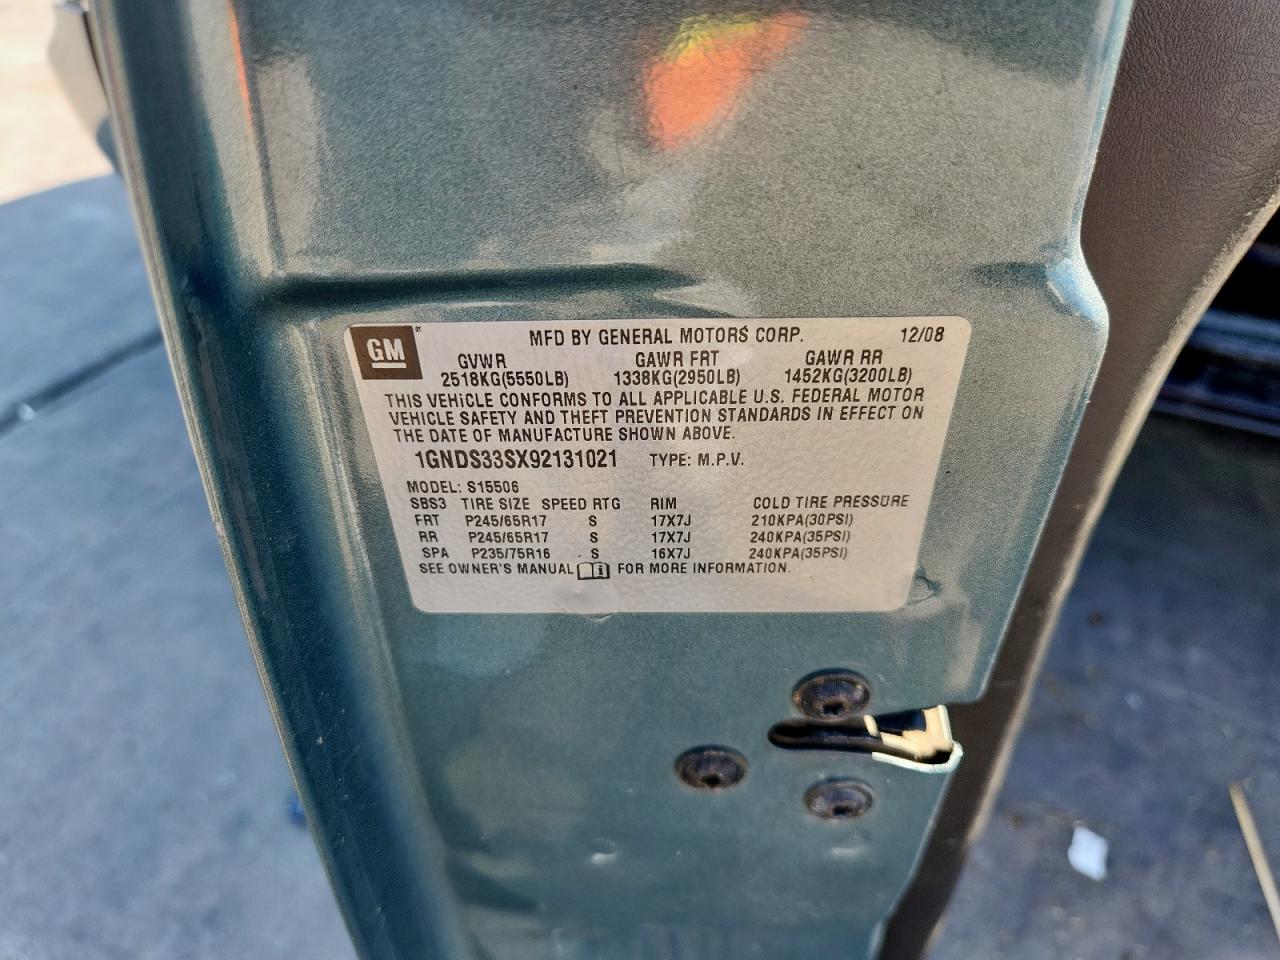 GM
MFD BY GENERAL MOTORS CORP. 12/08
GVWR GAWR FRT GAWR RR
2518KG(5550LB) 1338KG(2950LB) 1452KG(3200LB)
THIS VEHICLE CONFORMS TO ALL APPLICABLE U.S. FEDERAL MOTOR
VEHICLE SAFETY AND THEFT PREVENTION STANDARDS IN EFFECT ON
THE DATE OF MANUFACTURE SHOWN ABOVE.
1GNDS33SX92131021 TYPE: M.P.V.
MODEL: S15506
SBS3 TIRE SIZE SPEED RTG RIM COLD TIRE PRESSURE
FRT P245/65R17 S 17X7J 210KPA(30PSI)
RR P245/65R17 S 17X7J 240KPA(35PSI)
SPA P235/75R16 S 16X7J 240KPA(35PSI)
SEE OWNER'S MANUAL FOR MORE INFORMATION.